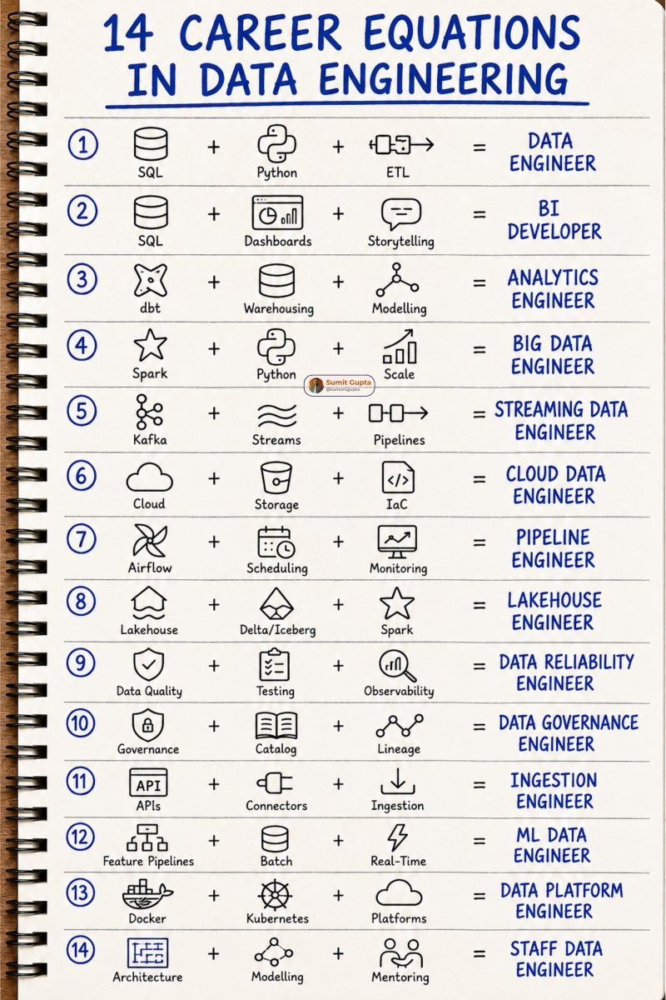 14 CAREER EQUATIONS
IN DATA ENGINEERING
1 + + = DATA
SQL Python ETL ENGINEER
2 + + = BI
SQL Dashboards Storytelling DEVELOPER
3 + + = ANALYTICS
dbt Warehousing Modelling ENGINEER
4 + + = BIG DATA
Spark Python Scale ENGINEER
Sumit Gupta
@sumonigupta
5 + + = STREAMING DATA
Kafka Streams Pipelines ENGINEER
6 + </> + = CLOUD DATA
Cloud Storage IaC ENGINEER
7 + + = PIPELINE
Airflow Scheduling Monitoring ENGINEER
8 + + = LAKEHOUSE
Lakehouse Delta/Iceberg Spark ENGINEER
9 + + = DATA RELIABILITY
Data Quality Testing Observability ENGINEER
10 + + = DATA GOVERNANCE
Governance Catalog Lineage ENGINEER
11 API + + = INGESTION
APIs Connectors Ingestion ENGINEER
12 + + = ML DATA
Feature Pipelines Batch Real-Time ENGINEER
13 + + = DATA PLATFORM
Docker Kubernetes Platforms ENGINEER
14 + + = STAFF DATA
Architecture Modelling Mentoring ENGINEER